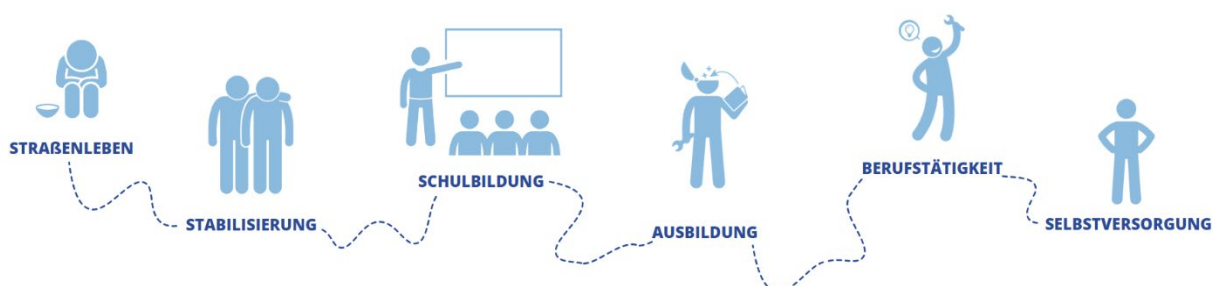 STRAßENLEBEN
STABILISIERUNG
SCHULBILDUNG
AUSBILDUNG
BERUFSTÄTIGKEIT
SELBSTVERSORGUNG